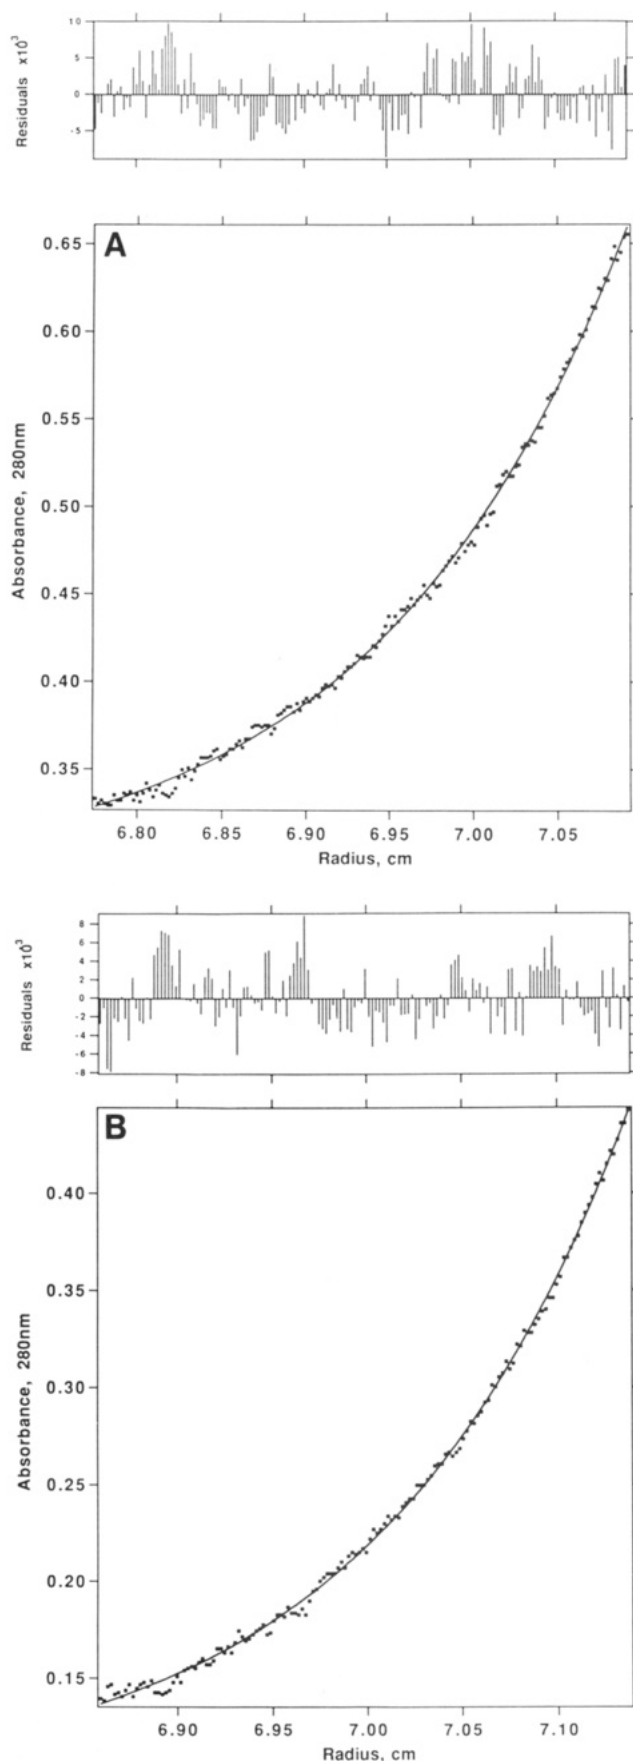 Residuals x10³
10
5
0
-5
A
Absorbance, 280nm
0.65
0.60
0.55
0.50
0.45
0.40
0.35
6.80 6.85 6.90 6.95 7.00 7.05
Radius, cm
Residuals x10³
8
6
4
2
0
-2
-4
-6
-8
B
Absorbance, 280nm
0.40
0.35
0.30
0.25
0.20
0.15
6.90 6.95 7.00 7.05 7.10
Radius, cm